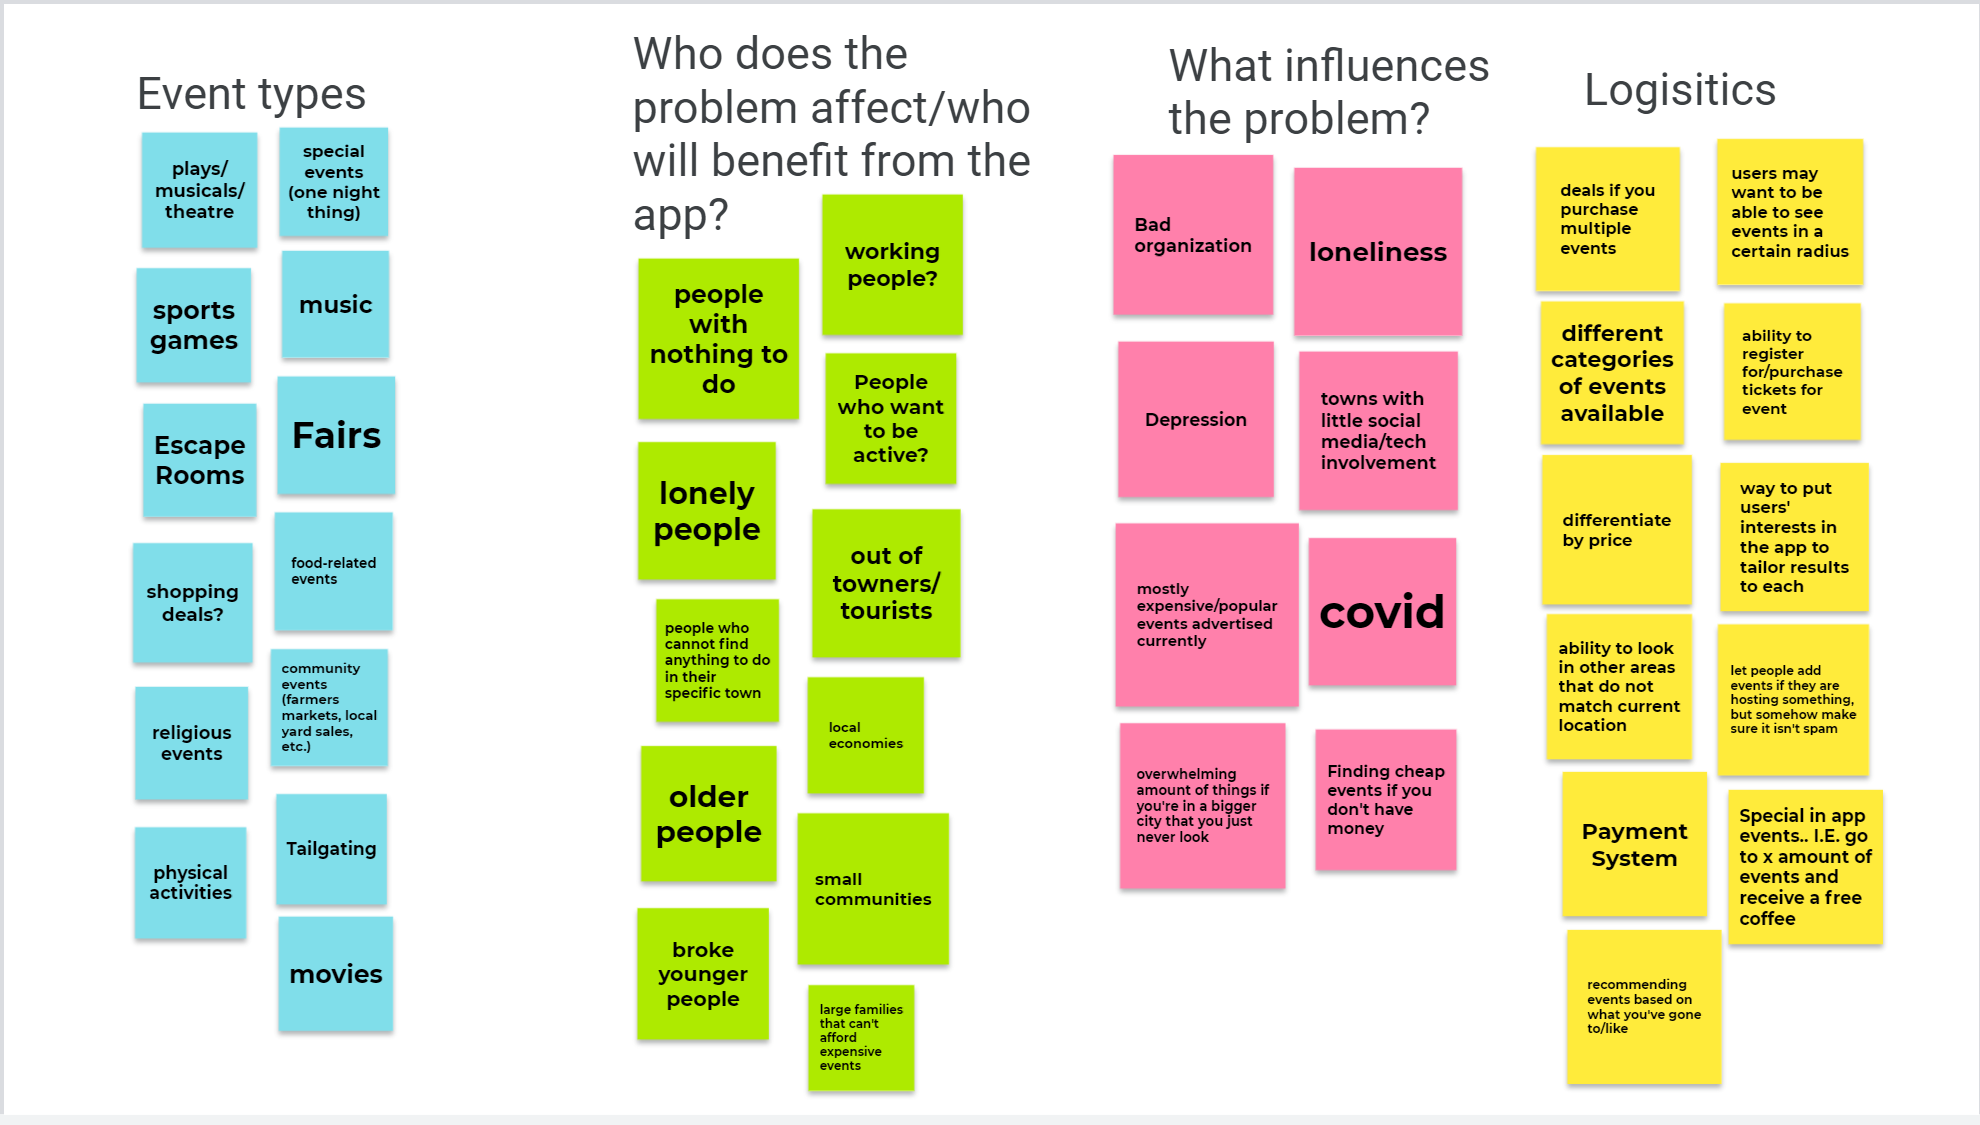 Event types
plays/
musicals/
theatre
special
events
(one night
thing)
sports
games
music
Escape
Rooms
Fairs
shopping
deals?
food-related
events
religious
events
community
events
(farmers
markets, local
yard sales,
etc.)
physical
activities
Tailgating
movies
Who does the
problem affect/who
will benefit from the
app?
working
people?
people
with
nothing to
do
People
who want
to be
active?
lonely
people
out of
towners/
tourists
people who
cannot find
anything to do
in their
specific town
local
economies
older
people
small
communities
broke
younger
people
large families
that can't
afford
expensive
events
What influences
the problem?
Bad
organization
loneliness
Depression
towns with
little social
media/tech
involvement
mostly
expensive/popular
events advertised
currently
covid
overwhelming
amount of things if
you're in a bigger
city that you just
never look
Finding cheap
events if you
don't have
money
Logisitics
deals if you
purchase
multiple
events
users may
want to be
able to see
events in a
certain radius
different
categories
of events
available
ability to
register
for/purchase
tickets for
event
differentiate
by price
way to put
users'
interests in
the app to
tailor results
to each
ability to look
in other areas
that do not
match current
location
let people add
events if they are
hosting something,
but somehow make
sure it isn't spam
Payment
System
Special in app
events.. I.E. go
to x amount of
events and
receive a free
coffee
recommending
events based on
what you've gone
to/like